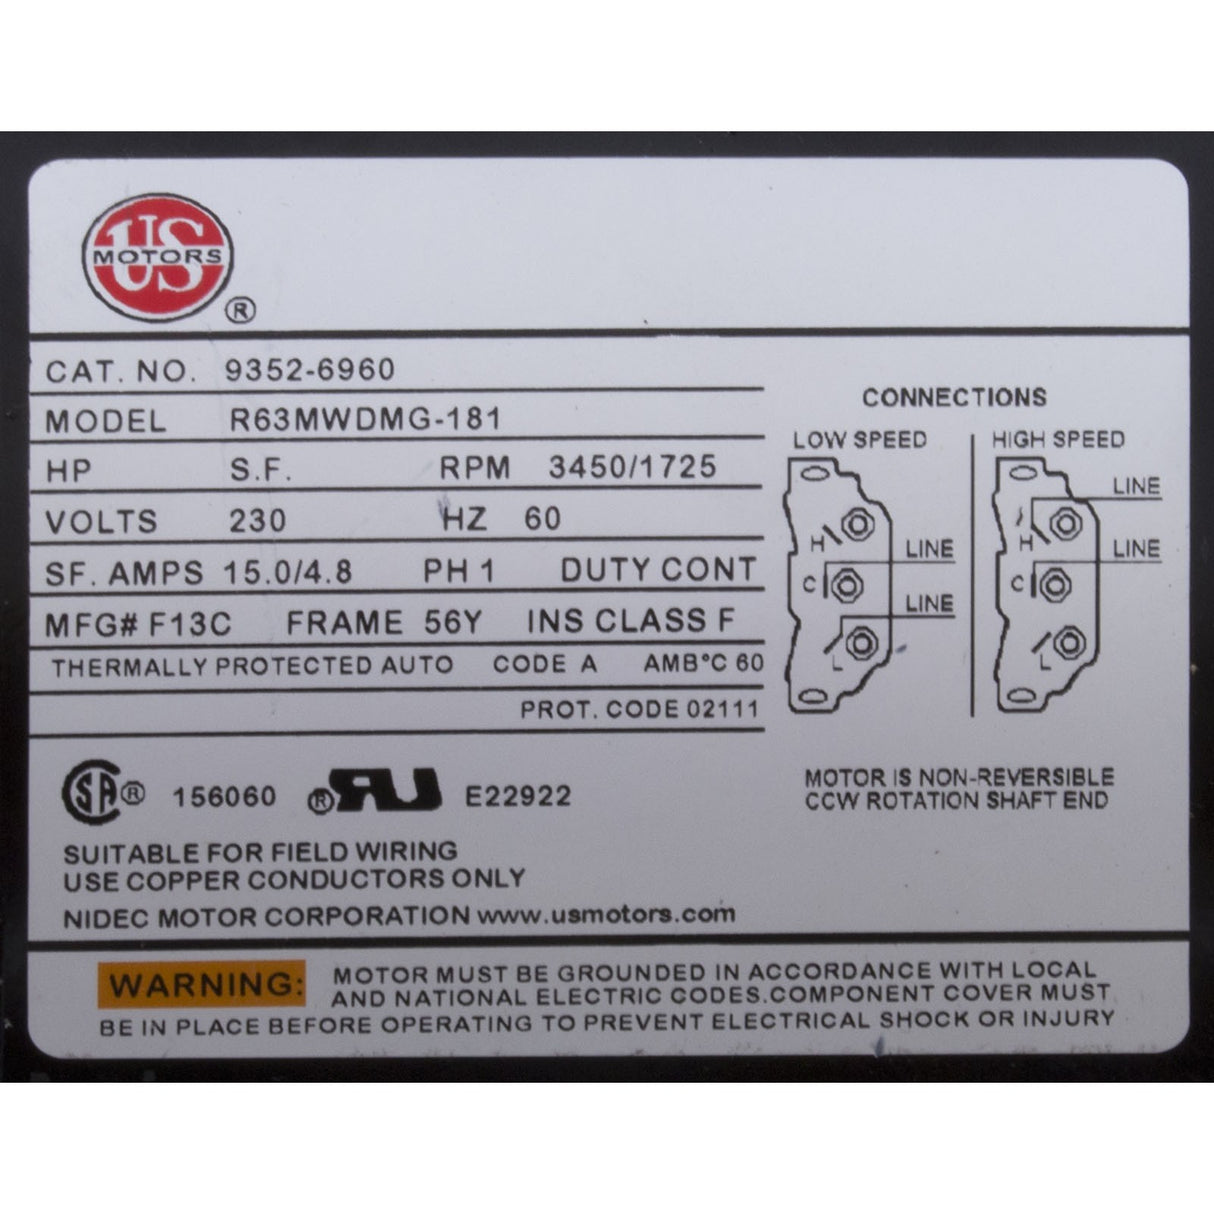 US
MOTORS
®
CAT. NO. 9352-6960
MODEL R63MWDMG-181
HP S.F. RPM 3450/1725
VOLTS 230 HZ 60
SF. AMPS 15.0/4.8 PH 1 DUTY CONT
MFG# F13C FRAME 56Y INS CLASS F
THERMALLY PROTECTED AUTO CODE A AMB°C 60
PROT. CODE 02111
CONNECTIONS
LOW SPEED
H
C
L
LINE
LINE
HIGH SPEED
H
C
L
LINE
LINE
MOTOR IS NON-REVERSIBLE
CCW ROTATION SHAFT END
SA ® 156060 ® RU E22922
SUITABLE FOR FIELD WIRING
USE COPPER CONDUCTORS ONLY
NIDEC MOTOR CORPORATION www.usmotors.com
WARNING: MOTOR MUST BE GROUNDED IN ACCORDANCE WITH LOCAL
AND NATIONAL ELECTRIC CODES.COMPONENT COVER MUST
BE IN PLACE BEFORE OPERATING TO PREVENT ELECTRICAL SHOCK OR INJURY